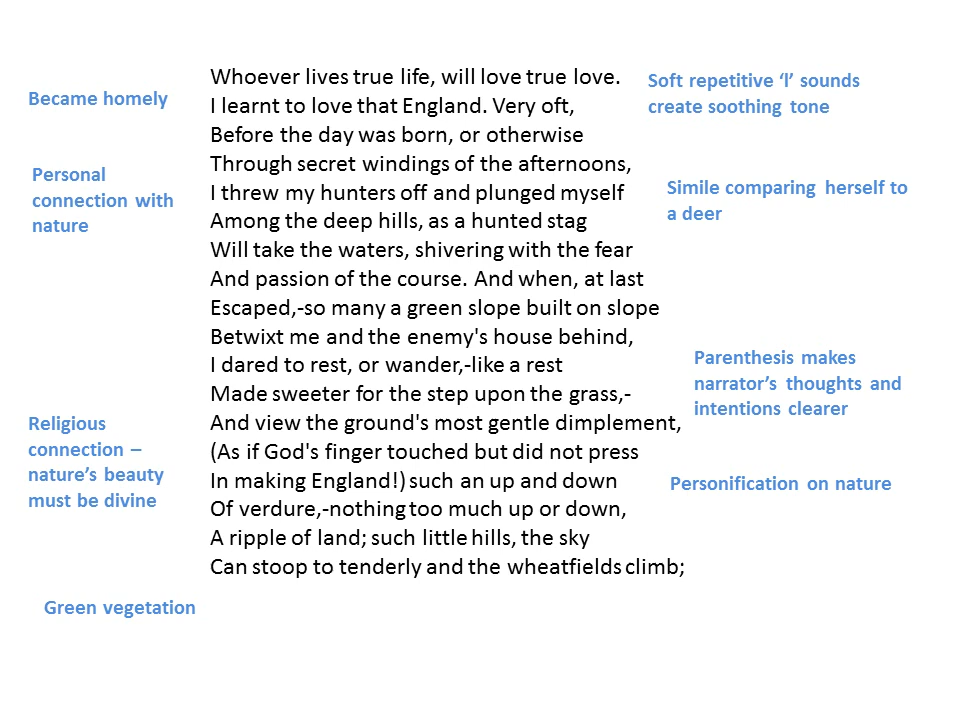 Whoever lives true life, will love true love.
I learnt to love that England. Very oft,
Before the day was born, or otherwise
Through secret windings of the afternoons,
I threw my hunters off and plunged myself
Among the deep hills, as a hunted stag
Will take the waters, shivering with the fear
And passion of the course. And when, at last
Escaped,-so many a green slope built on slope
Betwixt me and the enemy's house behind,
I dared to rest, or wander,-like a rest
Made sweeter for the step upon the grass,-
And view the ground's most gentle dimplement,
(As if God's finger touched but did not press
In making England!) such an up and down
Of verdure,-nothing too much up or down,
A ripple of land; such little hills, the sky
Can stoop to tenderly and the wheatfields climb;
Became homely
Personal
connection with
nature
Religious
connection –
nature's beauty
must be divine
Green vegetation
Soft repetitive 'l' sounds
create soothing tone
Simile comparing herself to
a deer
Parenthesis makes
narrator's thoughts and
intentions clearer
Personification on nature